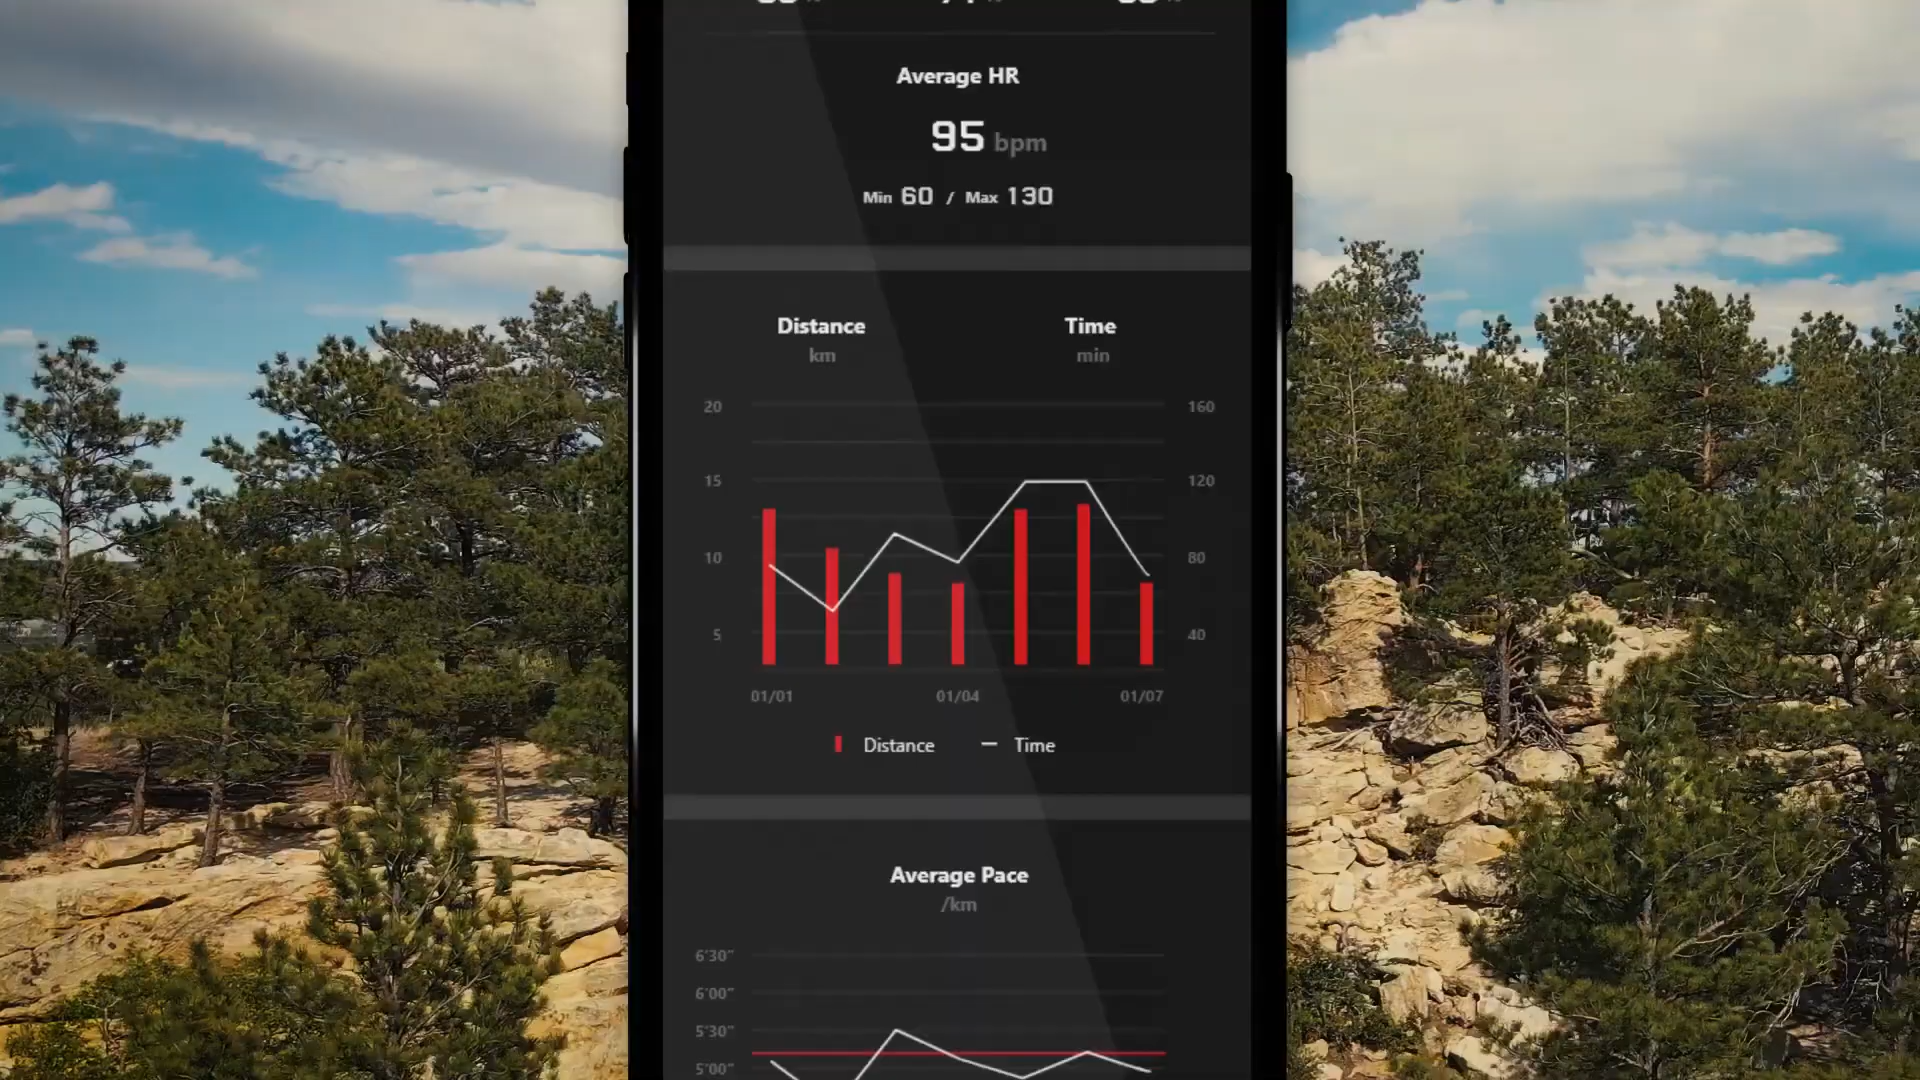 Average HR
95 bpm
Min 60 / Max 130
Distance Time
km min
20 160
15 120
10 80
5 40
01/01 01/04 01/07
Distance Time
Average Pace
/km
6'30"
6'00"
5'30"
5'00"